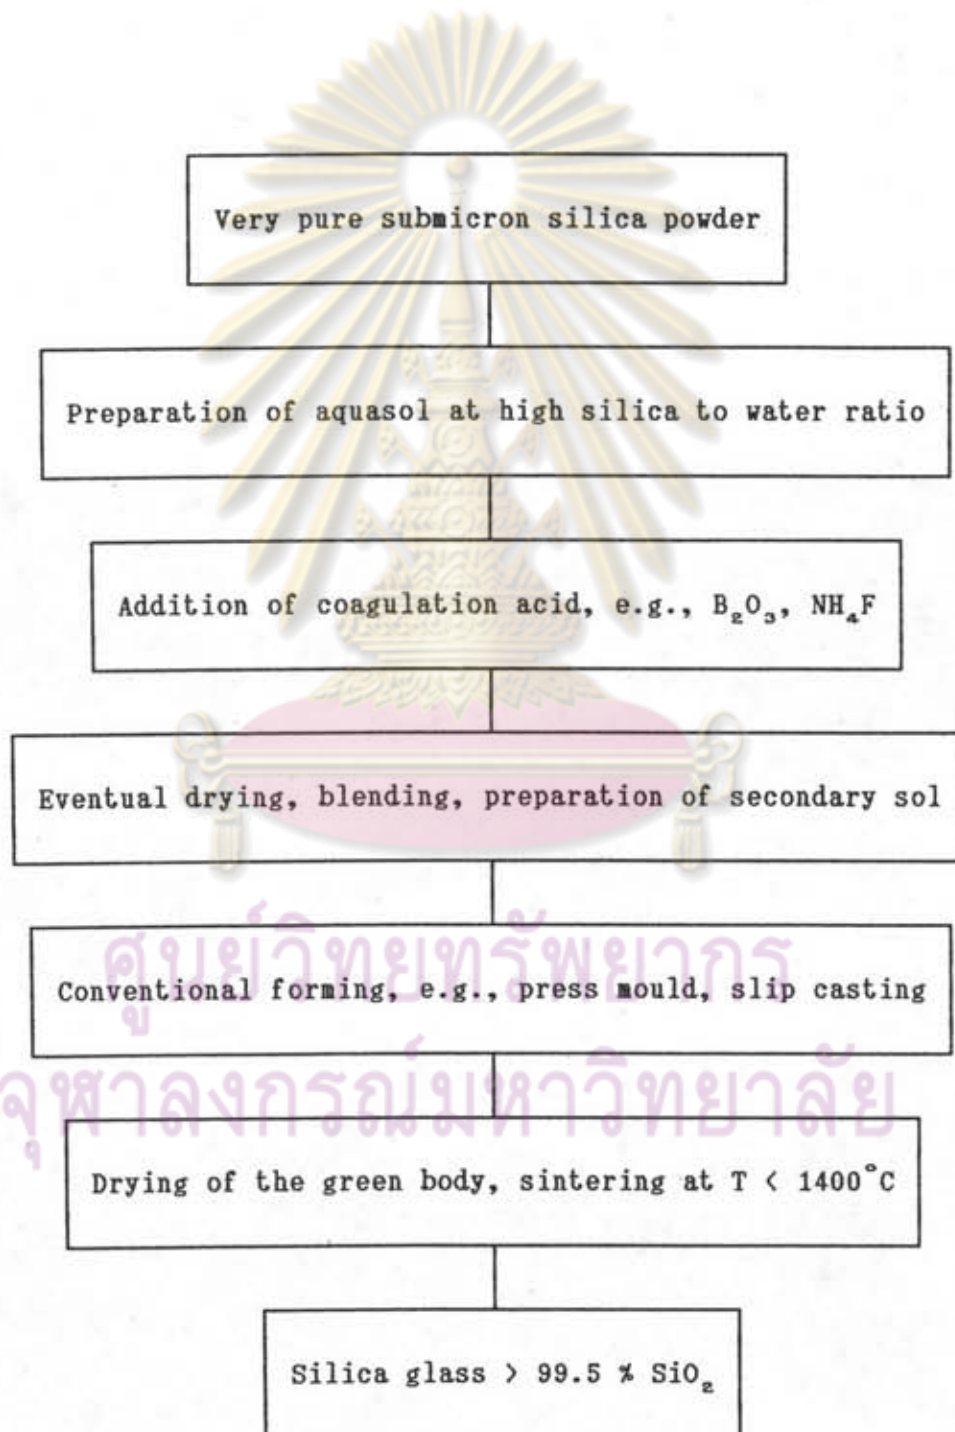 Very pure submicron silica powder
Preparation of aquasol at high silica to water ratio
Addition of coagulation acid, e.g., B₂O₃, NH₄F
Eventual drying, blending, preparation of secondary sol
ศูนย์วิทยทรัพยากร
Conventional forming, e.g., press mould, slip casting
จุฬาลงกรณ์มหาวิทยาลัย
Drying of the green body, sintering at T < 1400°C
Silica glass > 99.5 % SiO₂